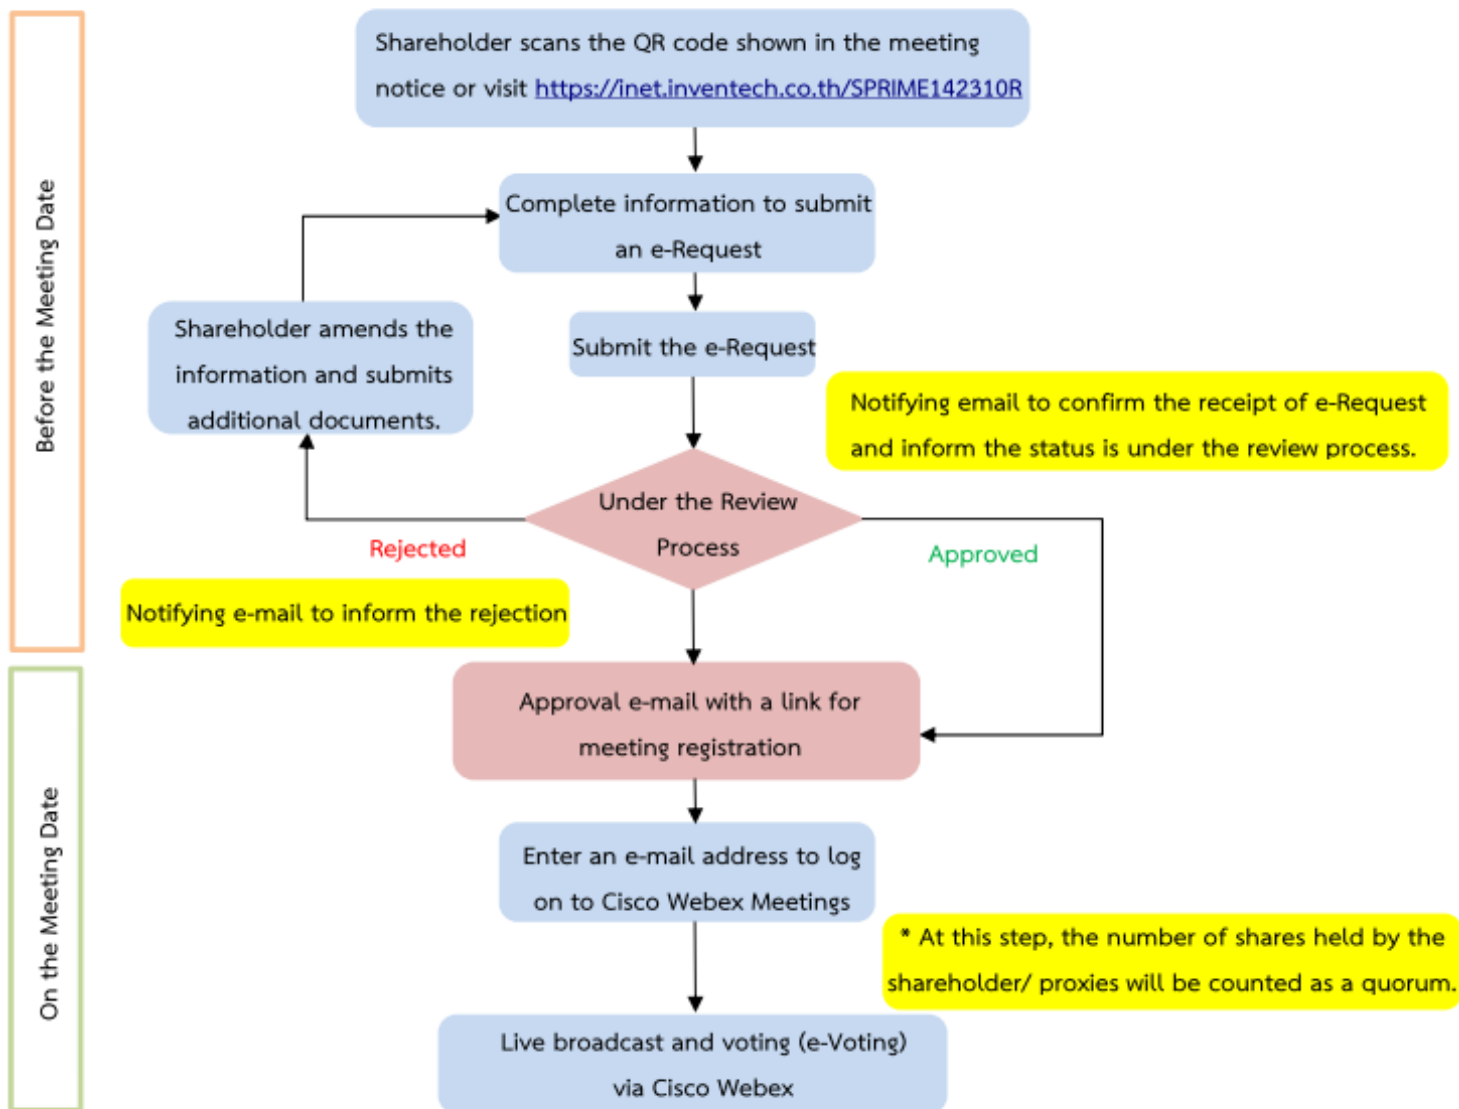 Shareholder scans the QR code shown in the meeting
notice or visit https://inet.inventech.co.th/SPRIME142310R
Before the Meeting Date
Complete information to submit
an e-Request
Shareholder amends the
information and submits
additional documents.
Submit the e-Request
Notifying email to confirm the receipt of e-Request
and inform the status is under the review process.
Under the Review
Process
Rejected
Approved
Notifying e-mail to inform the rejection
On the Meeting Date
Approval e-mail with a link for
meeting registration
Enter an e-mail address to log
on to Cisco Webex Meetings
* At this step, the number of shares held by the
shareholder/ proxies will be counted as a quorum.
Live broadcast and voting (e-Voting)
via Cisco Webex